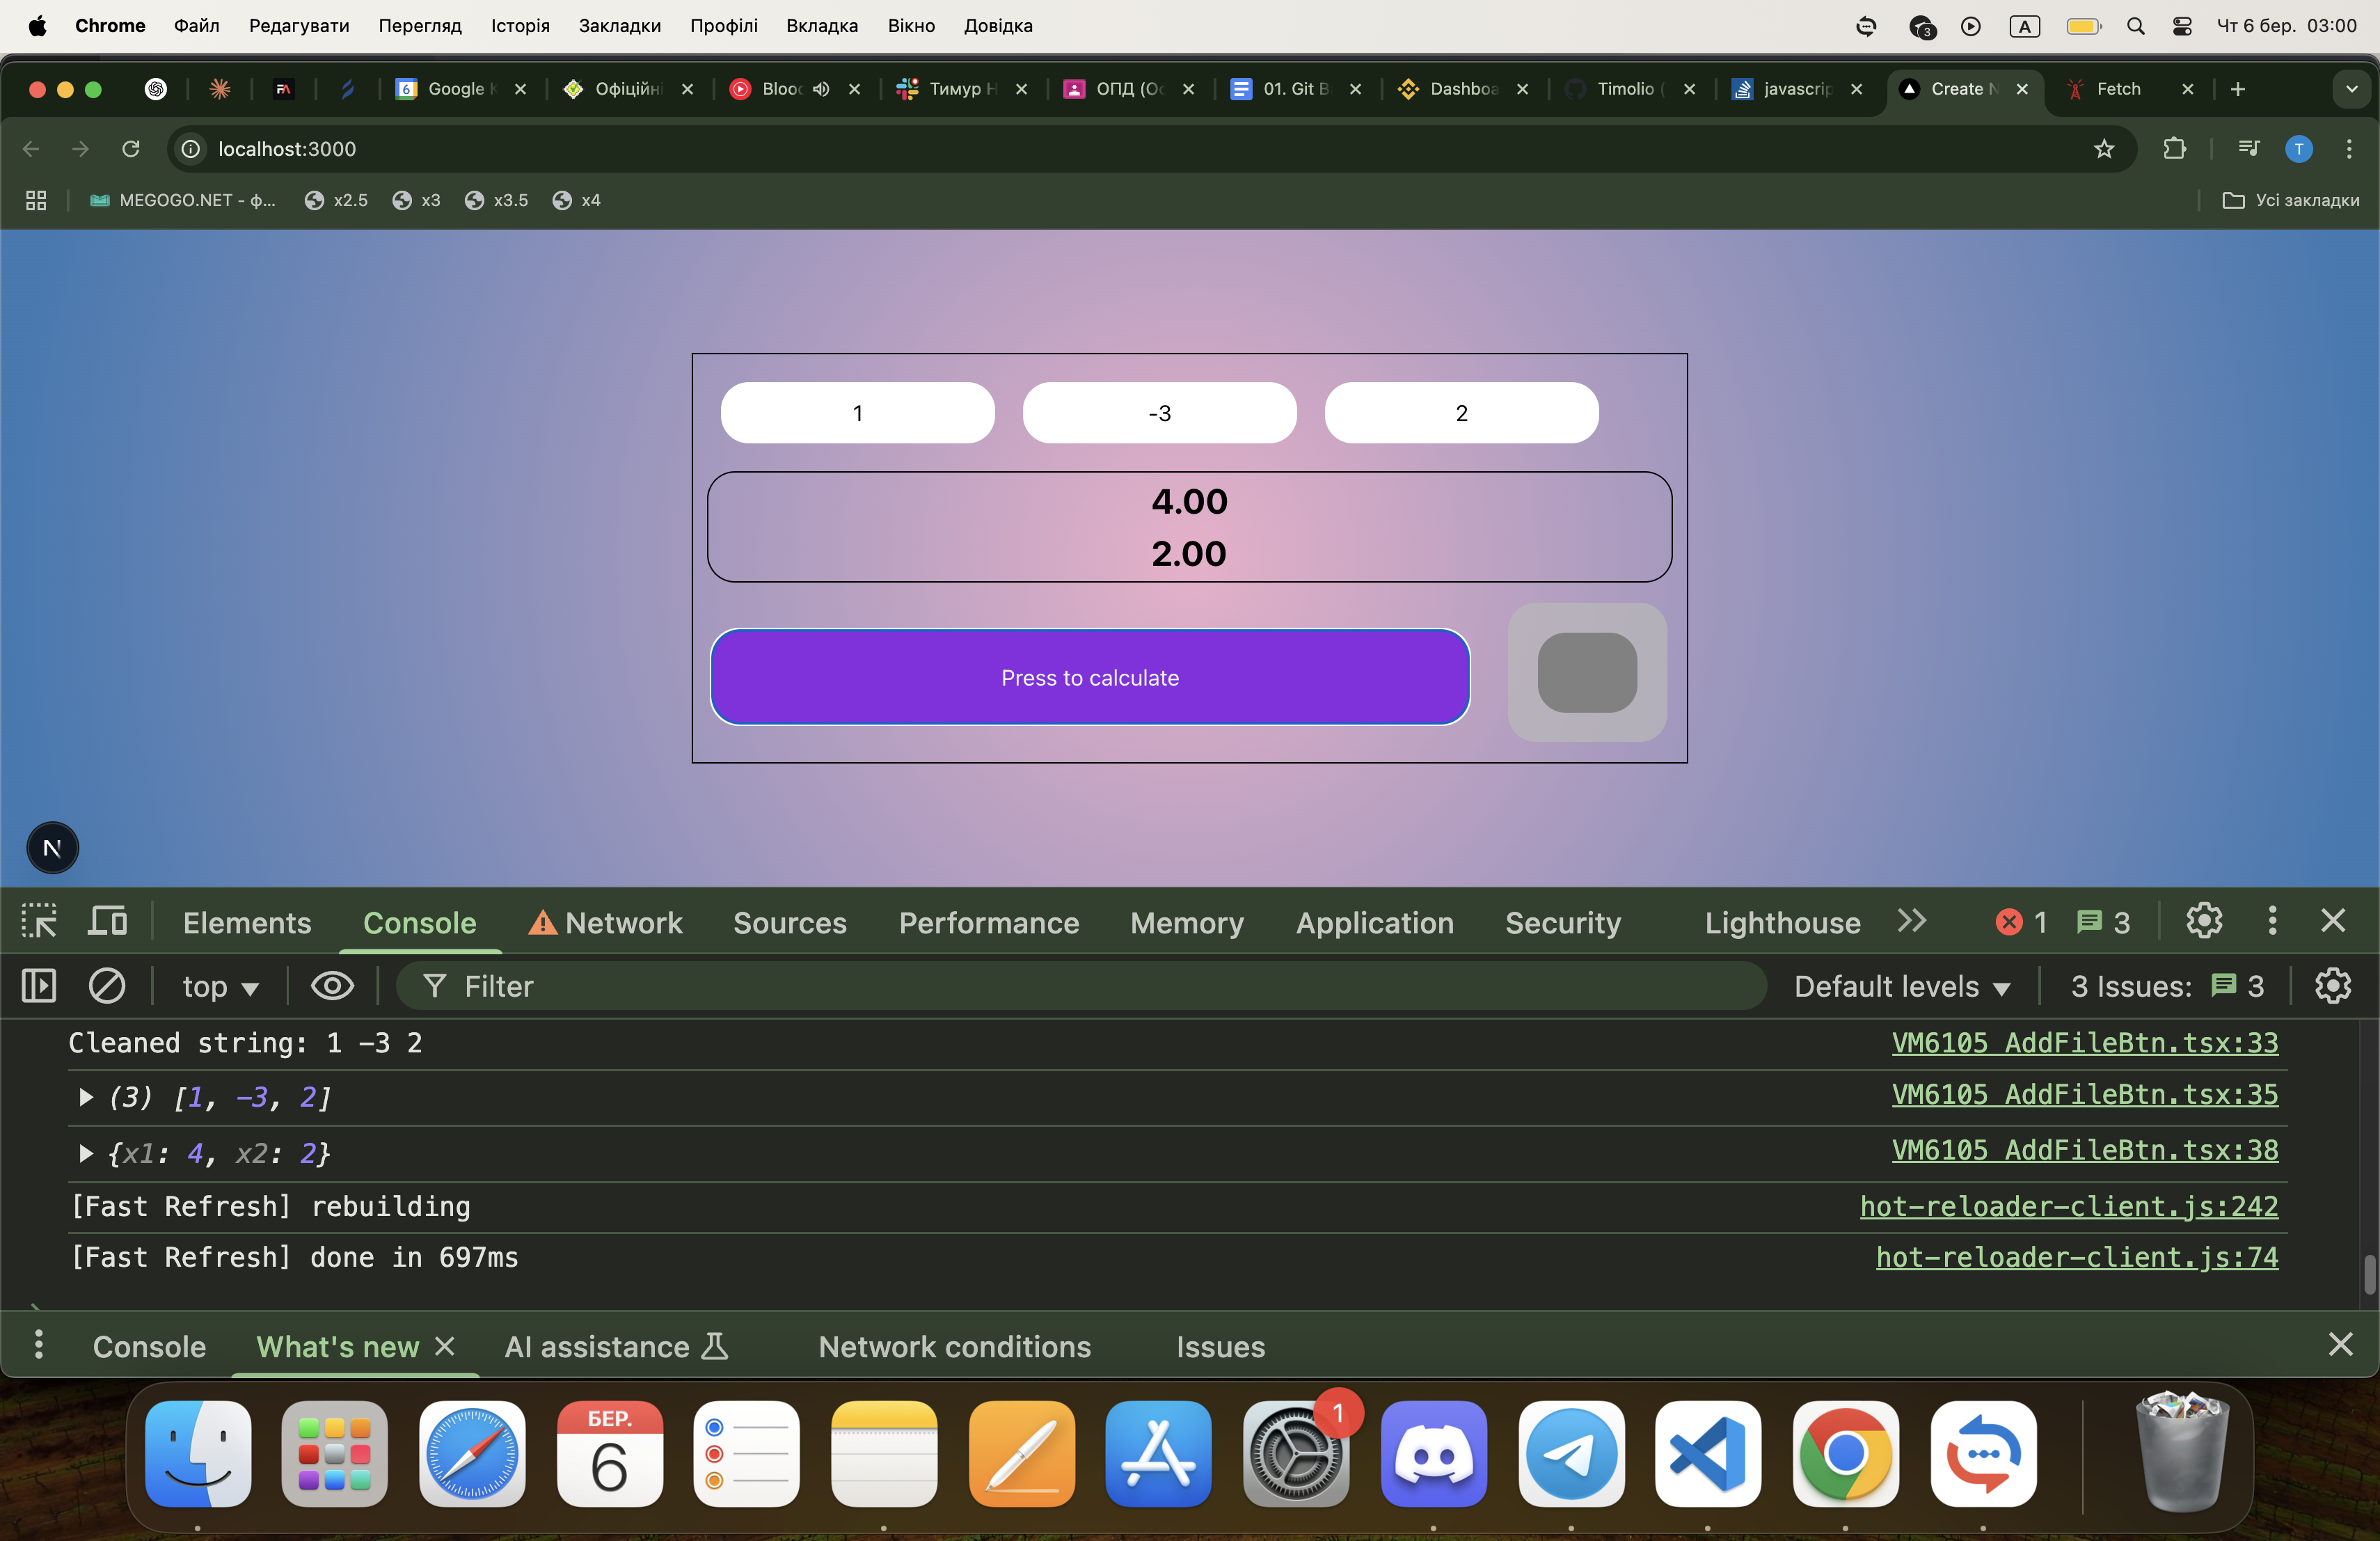 Chrome Файл Редагувати Перегляд Історія Закладки Профілі Вкладка Вікно Довідка 3 A Чт 6 бер. 03:00
FA 6 Google Офіційні Тимур ОПД 01. Git Timolio javascrip Create Fetch
localhost:3000 T
MEGOGO.NET - ф... x2.5 x3 x3.5 x4 Усі закладки
1 -3 2
4.00
2.00
Press to calculate
N
Elements Console Network Sources Performance Memory Application Security Lighthouse 1 3
top Filter Default levels 3 Issues: 3
Cleaned string: 1 -3 2 VM6105 AddFileBtn.tsx:33
(3) [1, -3, 2] VM6105 AddFileBtn.tsx:35
{x1: 4, x2: 2} VM6105 AddFileBtn.tsx:38
[Fast Refresh] rebuilding hot-reloader-client.js:242
[Fast Refresh] done in 697ms hot-reloader-client.js:74
Console What's new AI assistance Network conditions Issues
БЕР.
6
1